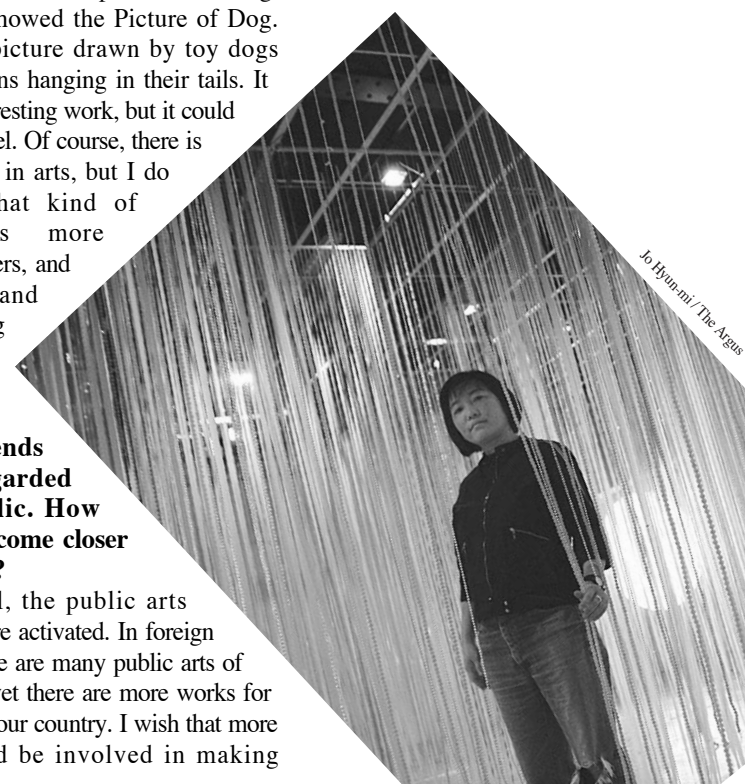 howed the Picture of Dog.
picture drawn by toy dogs
ns hanging in their tails. It
resting work, but it could
el. Of course, there is
in arts, but I do
hat kind of
s more
ers, and
and
g
ends
garded
lic. How
come closer
?
l, the public arts
re activated. In foreign
e are many public arts of
yet there are more works for
our country. I wish that more
d be involved in making
Jo Hyun-mi / The Argus